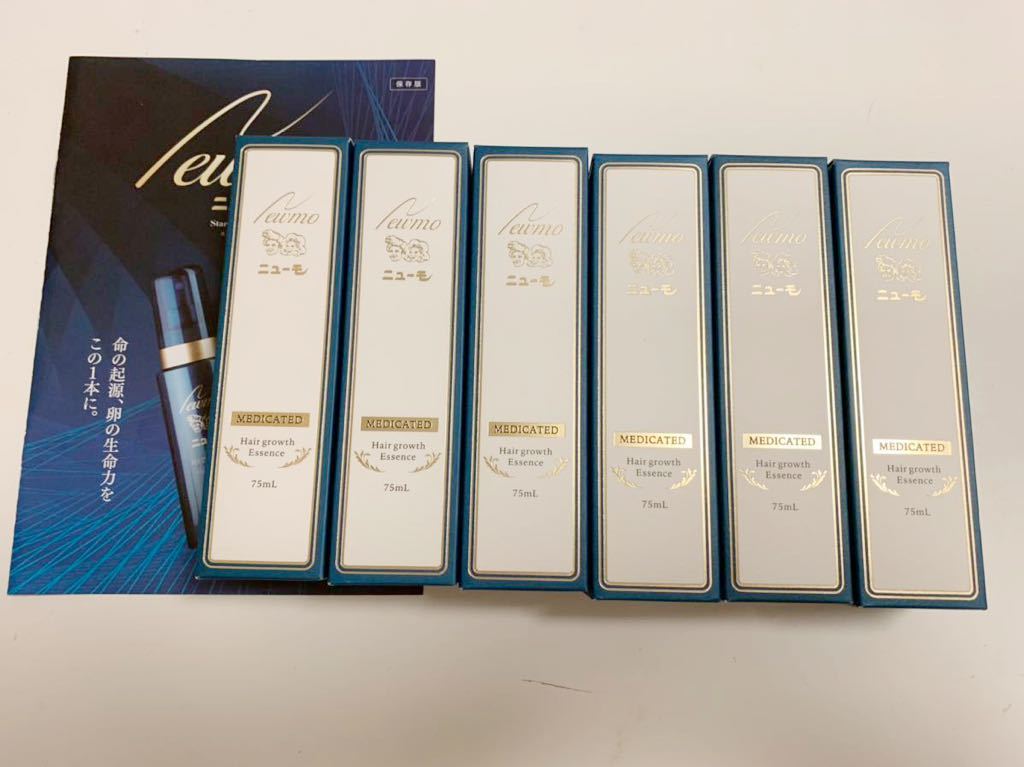 保存版
Newmo
Star
命の起源、卵の生命力を
この1本に。
Newmo
ニューモ
MEDICATED
Hair growth
Essence
75mL
Newmo
ニューモ
MEDICATED
Hair growth
Essence
75mL
Newmo
ニューモ
MEDICATED
Hair growth
Essence
75mL
Newmo
ニューモ
MEDICATED
Hair growth
Essence
75mL
Newmo
ニューモ
MEDICATED
Hair growth
Essence
75mL
Newmo
ニューモ
MEDICATED
Hair growth
Essence
75mL